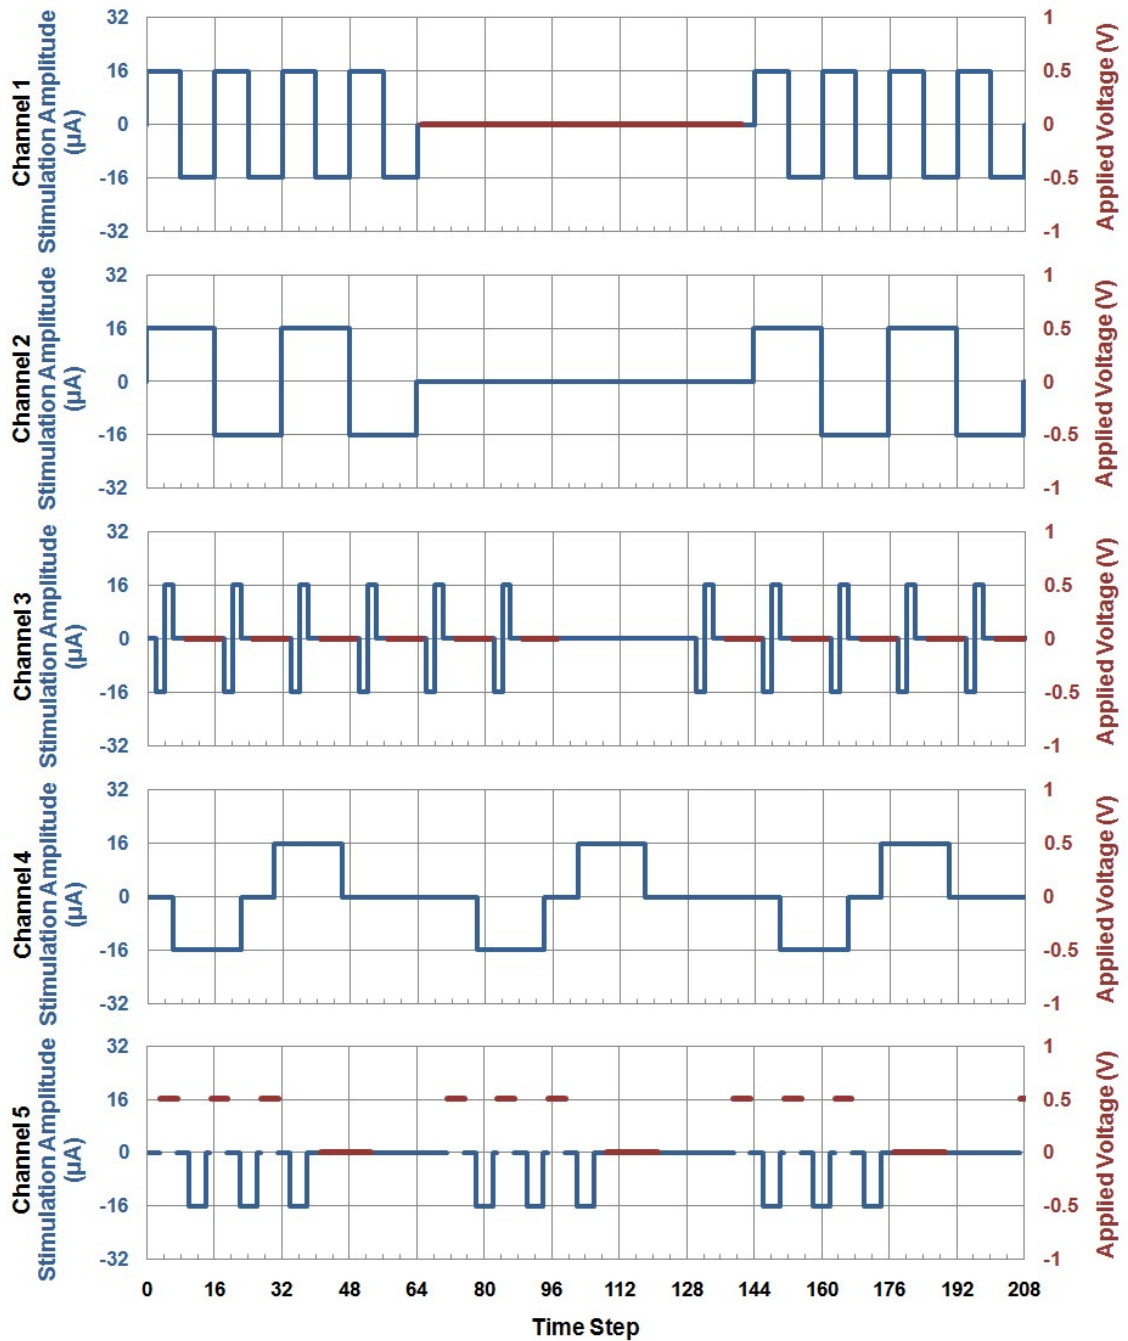 Channel 1
Stimulation Amplitude
(µA)
32
16
0
-16
-32
1
0.5
0
-0.5
-1
Applied Voltage (V)
Channel 2
Stimulation Amplitude
(µA)
32
16
0
-16
-32
1
0.5
0
-0.5
-1
Applied Voltage (V)
Channel 3
Stimulation Amplitude
(µA)
32
16
0
-16
-32
1
0.5
0
-0.5
-1
Applied Voltage (V)
Channel 4
Stimulation Amplitude
(µA)
32
16
0
-16
-32
1
0.5
0
-0.5
-1
Applied Voltage (V)
Channel 5
Stimulation Amplitude
(µA)
32
16
0
-16
-32
1
0.5
0
-0.5
-1
Applied Voltage (V)
0 16 32 48 64 80 96 112 128 144 160 176 192 208
Time Step